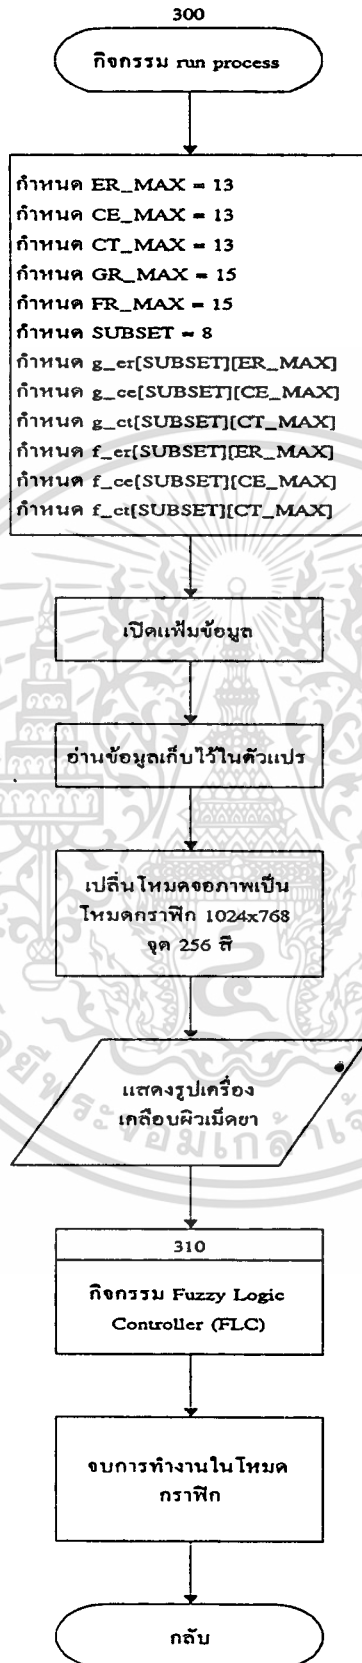 300
กิจกรรม run process
กำหนด ER_MAX = 13
กำหนด CE_MAX = 13
กำหนด CT_MAX = 13
กำหนด GR_MAX = 15
กำหนด FR_MAX = 15
กำหนด SUBSET = 8
กำหนด g_er[SUBSET][ER_MAX]
กำหนด g_ce[SUBSET][CE_MAX]
กำหนด g_ct[SUBSET][CT_MAX]
กำหนด f_er[SUBSET][ER_MAX]
กำหนด f_ce[SUBSET][CE_MAX]
กำหนด f_ct[SUBSET][CT_MAX]
เปิดแฟ้มข้อมูล
อ่านข้อมูลเก็บไว้ในตัวแปร
เปลี่นโหมดจอภาพเป็น
โหมดกราฟิก 1024x768
จุด 256 สี
แสดงรูปเครื่อง
เคลือบผิวเม็ดยา
310
กิจกรรม Fuzzy Logic
Controller (FLC)
จบการทำงานในโหมด
กราฟิก
กลับ